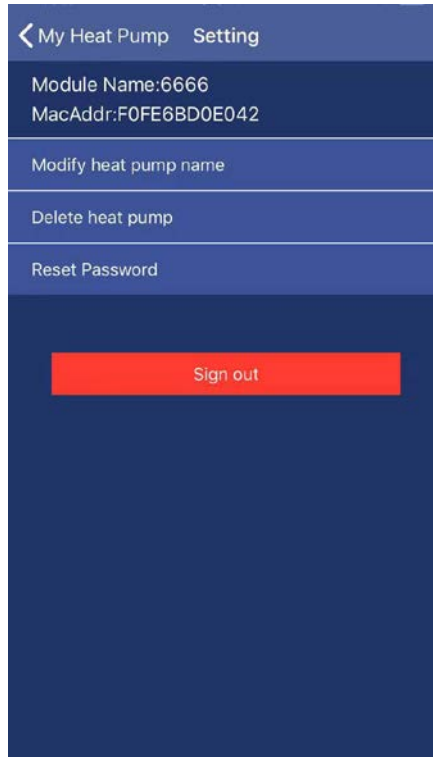 My Heat Pump Setting
Module Name:6666
MacAddr:F0FE6BD0E042
Modify heat pump name
Delete heat pump
Reset Password
Sign out